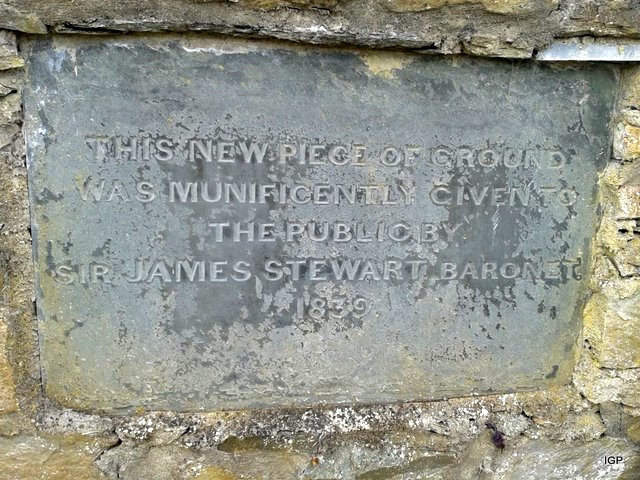 THIS NEW PIECE OF GROUND
WAS MUNIFICENTLY GIVEN TO
THE PUBLIC BY
SIR JAMES STEWART, BARONET.
1839.
IGP